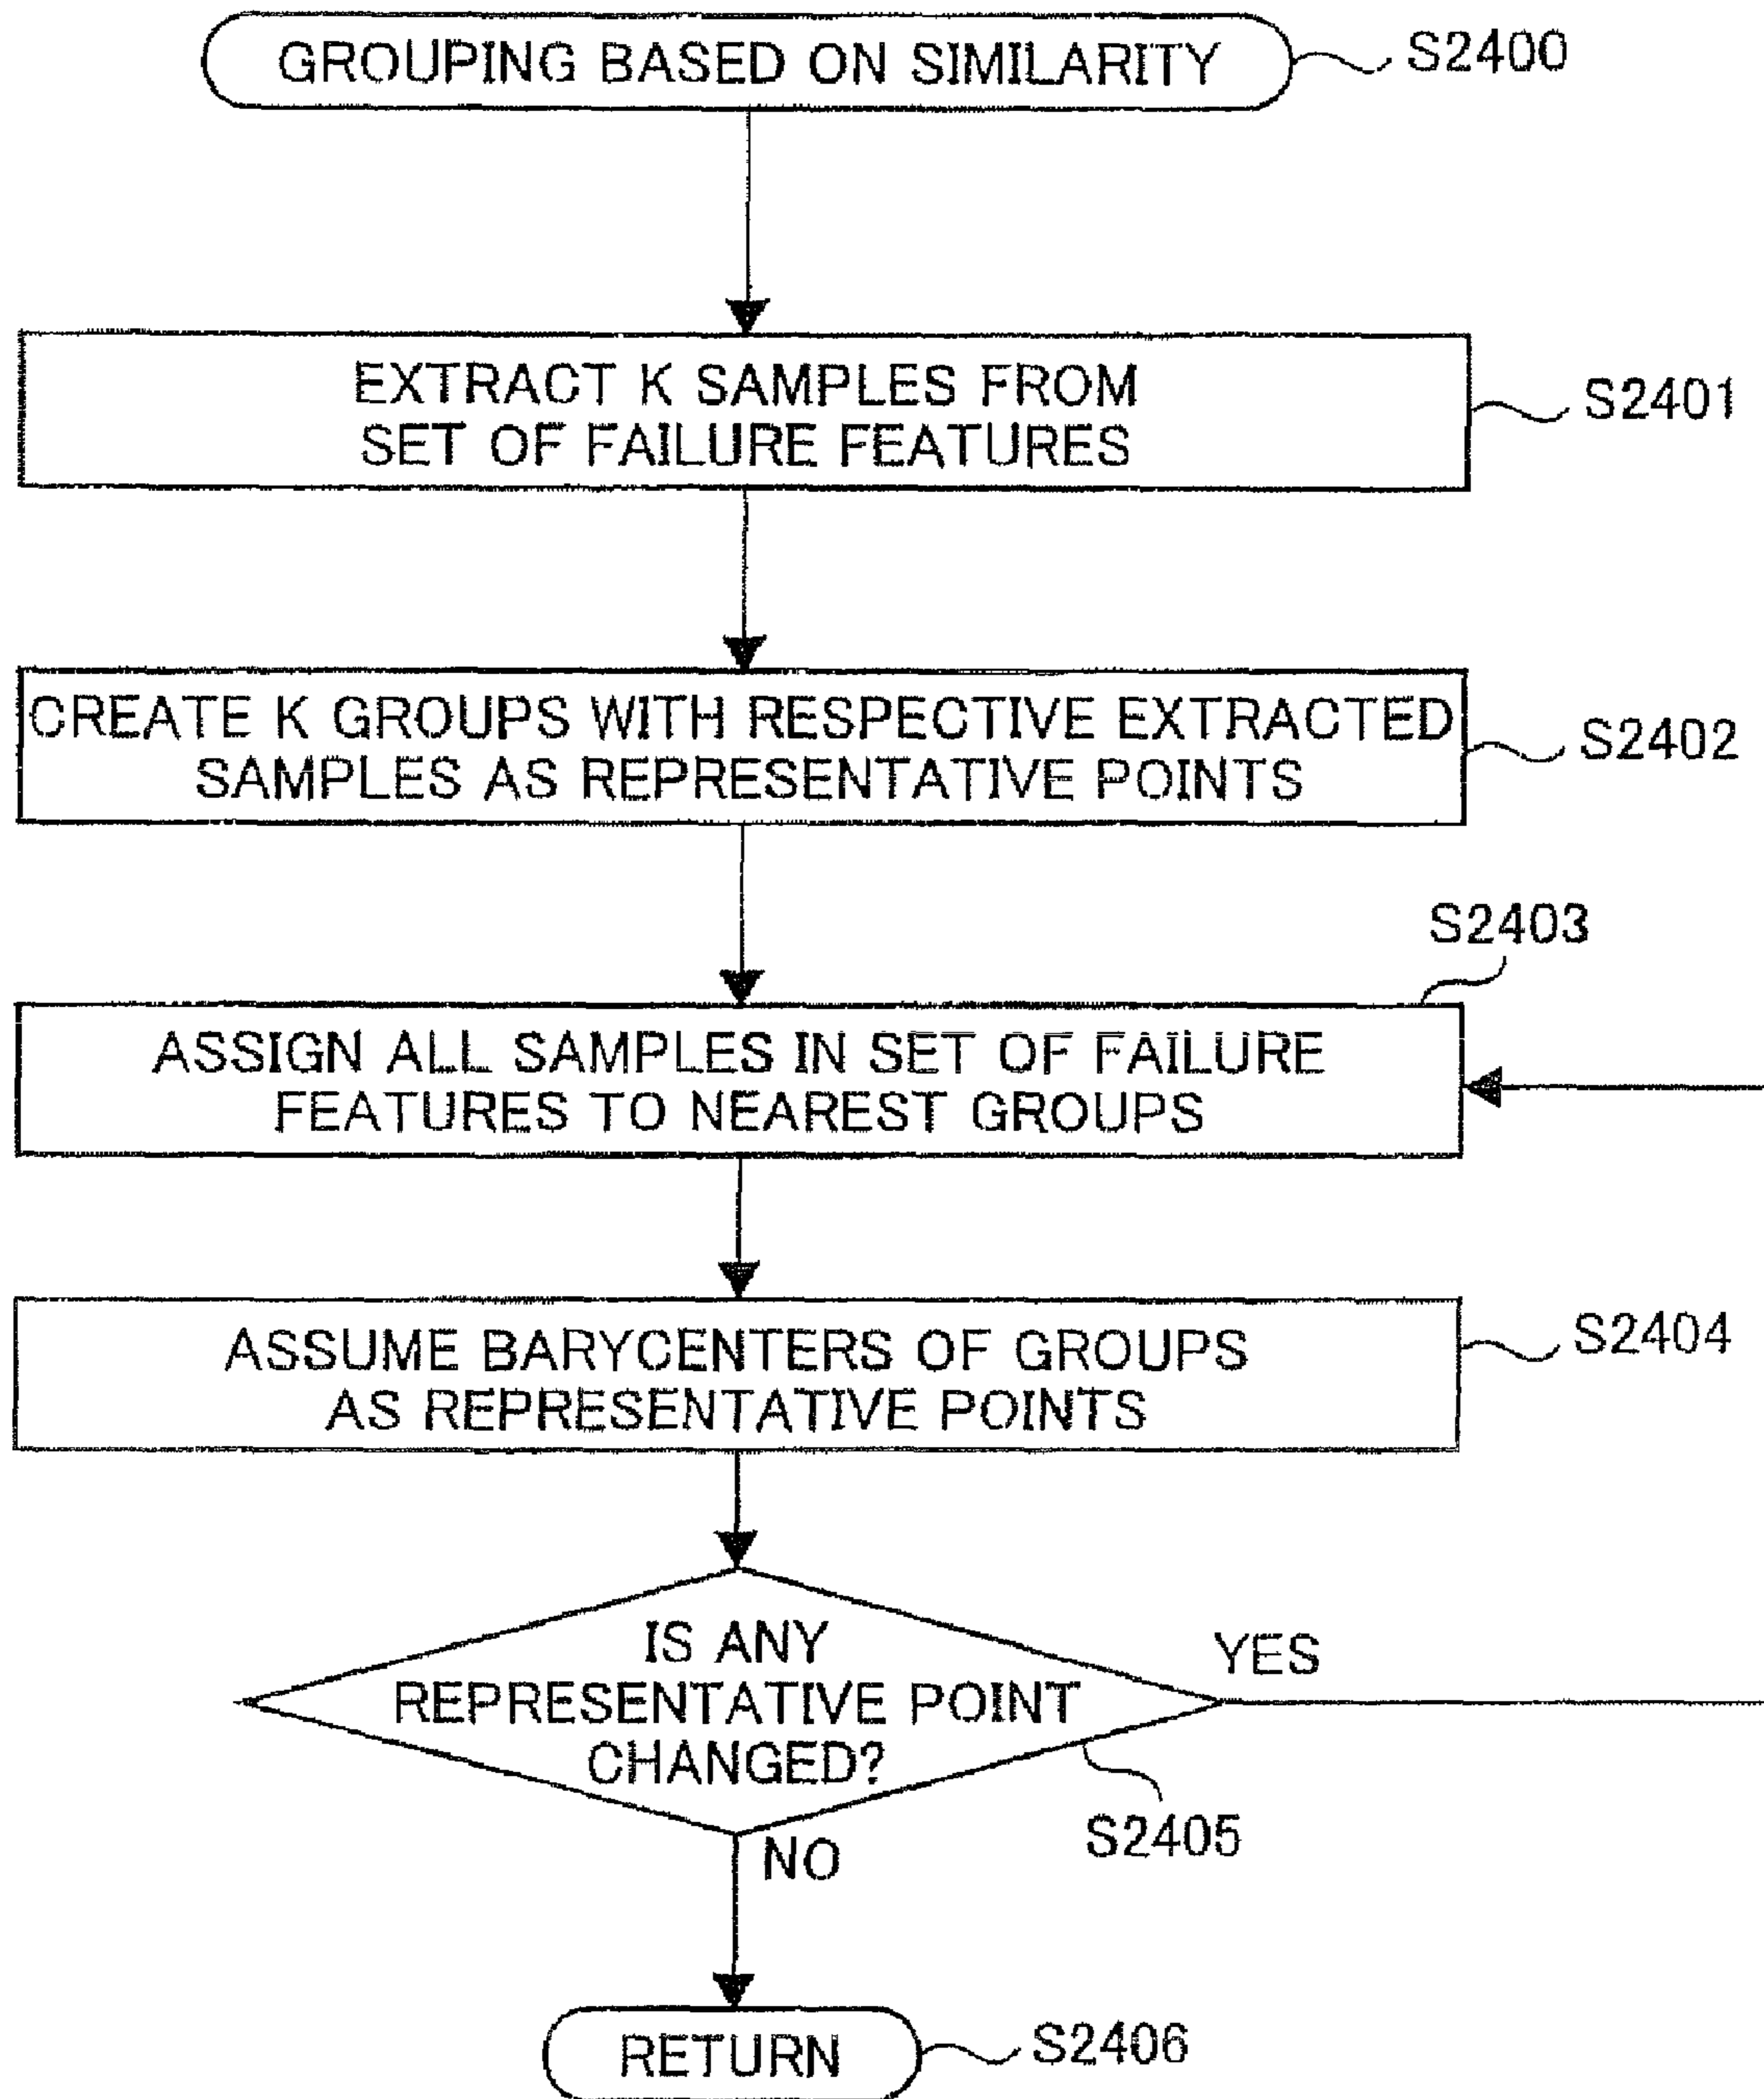 GROUPING BASED ON SIMILARITY
S2400
EXTRACT K SAMPLES FROM
SET OF FAILURE FEATURES
S2401
CREATE K GROUPS WITH RESPECTIVE EXTRACTED
SAMPLES AS REPRESENTATIVE POINTS
S2402
S2403
ASSIGN ALL SAMPLES IN SET OF FAILURE
FEATURES TO NEAREST GROUPS
ASSUME BARYCENTERS OF GROUPS
AS REPRESENTATIVE POINTS
S2404
IS ANY
REPRESENTATIVE POINT
CHANGED?
YES
S2405
NO
RETURN
S2406